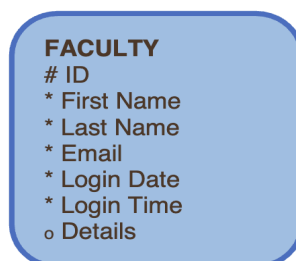 FACULTY
# ID
* First Name
* Last Name
* Email
* Login Date
* Login Time
o Details